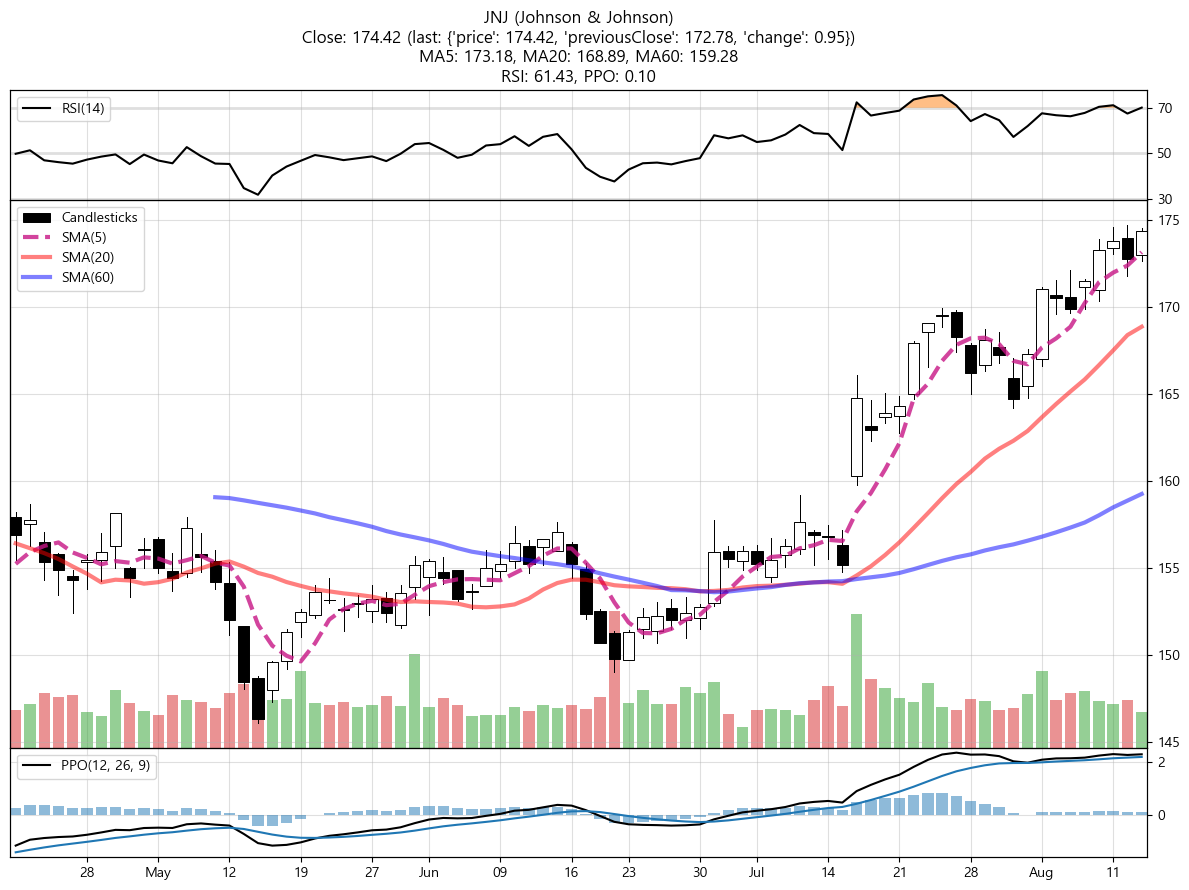 JNJ (Johnson & Johnson)
Close: 174.42 (last: {'price': 174.42, 'previousClose': 172.78, 'change': 0.95})
MA5: 173.18, MA20: 168.89, MA60: 159.28
RSI: 61.43, PPO: 0.10
RSI(14)
70
50
30
Candlesticks
SMA(5)
SMA(20)
SMA(60)
175
170
165
160
155
150
145
PPO(12, 26, 9)
2
0
28 May 12 19 27 Jun 09 16 23 30 Jul 14 21 28 Aug 11